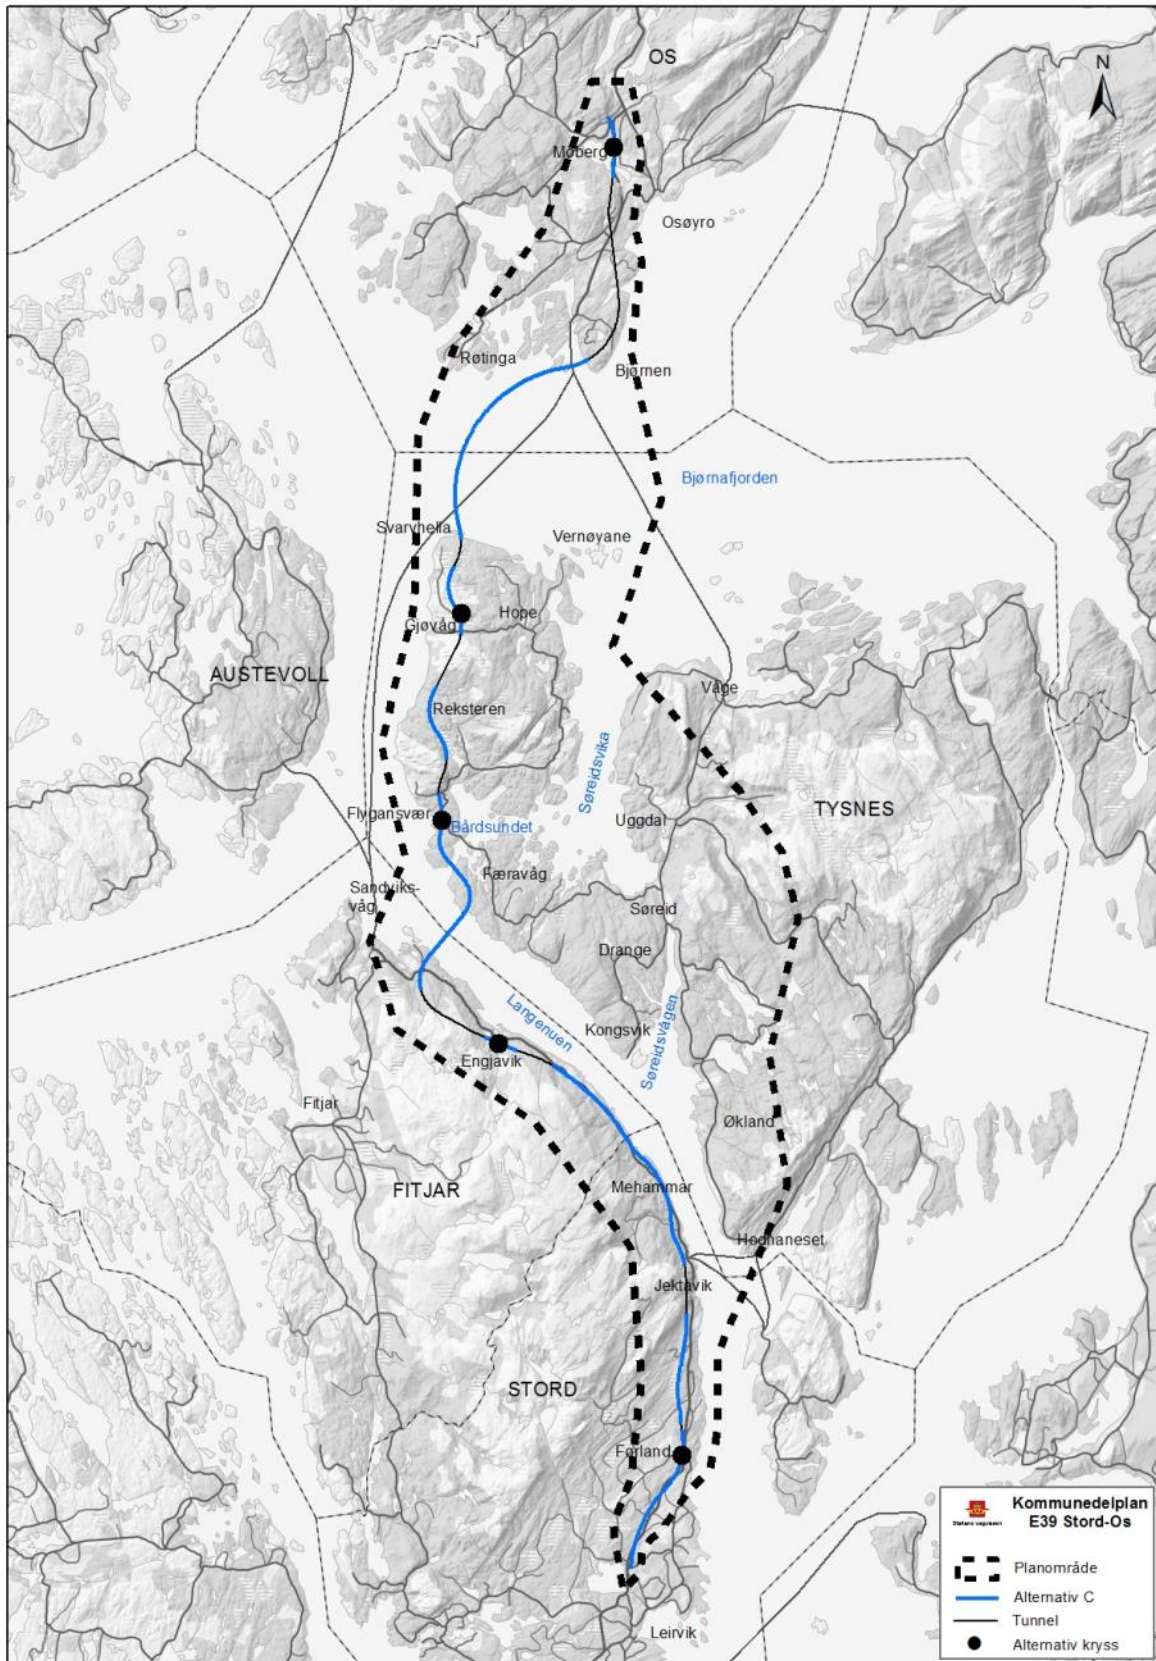 OS
N
Moberg
Osøyro
Røtinga
Bjørnen
Bjørnafjorden
Svarvhella
Vernøyane
Hope
Gjøvåg
AUSTEVOLL
Våge
Reksteren
Søreidsvika
TYSNES
Flygansvær
Bårdsundet
Uggdal
Færavåg
Sandviks-
våg
Søreid
Drange
Langenuen
Kongsvik
Søreidsvågen
Engjavik
Fitjar
Økland
FITJAR
Mehammar
Hodnaneset
Jektavik
STORD
Førland
Leirvik
Statens vegvesen
Kommunedelplan
E39 Stord-Os
Planområde
Alternativ C
Tunnel
Alternativ kryss